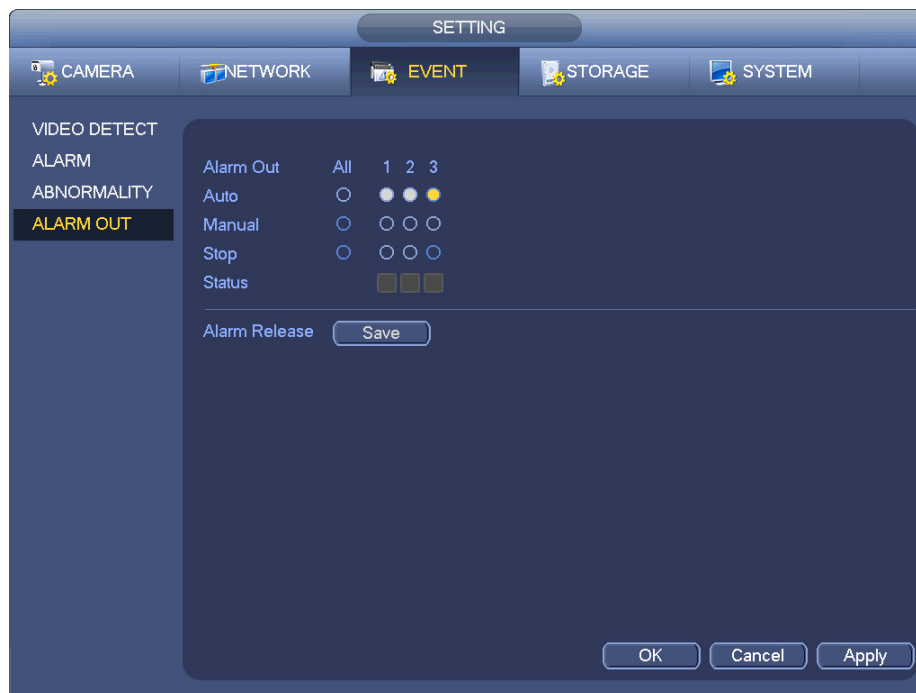 SETTING
CAMERA NETWORK EVENT STORAGE SYSTEM
VIDEO DETECT
ALARM
ABNORMALITY
ALARM OUT
Alarm Out All 1 2 3
Auto
Manual
Stop
Status
Alarm Release Save
OK Cancel Apply